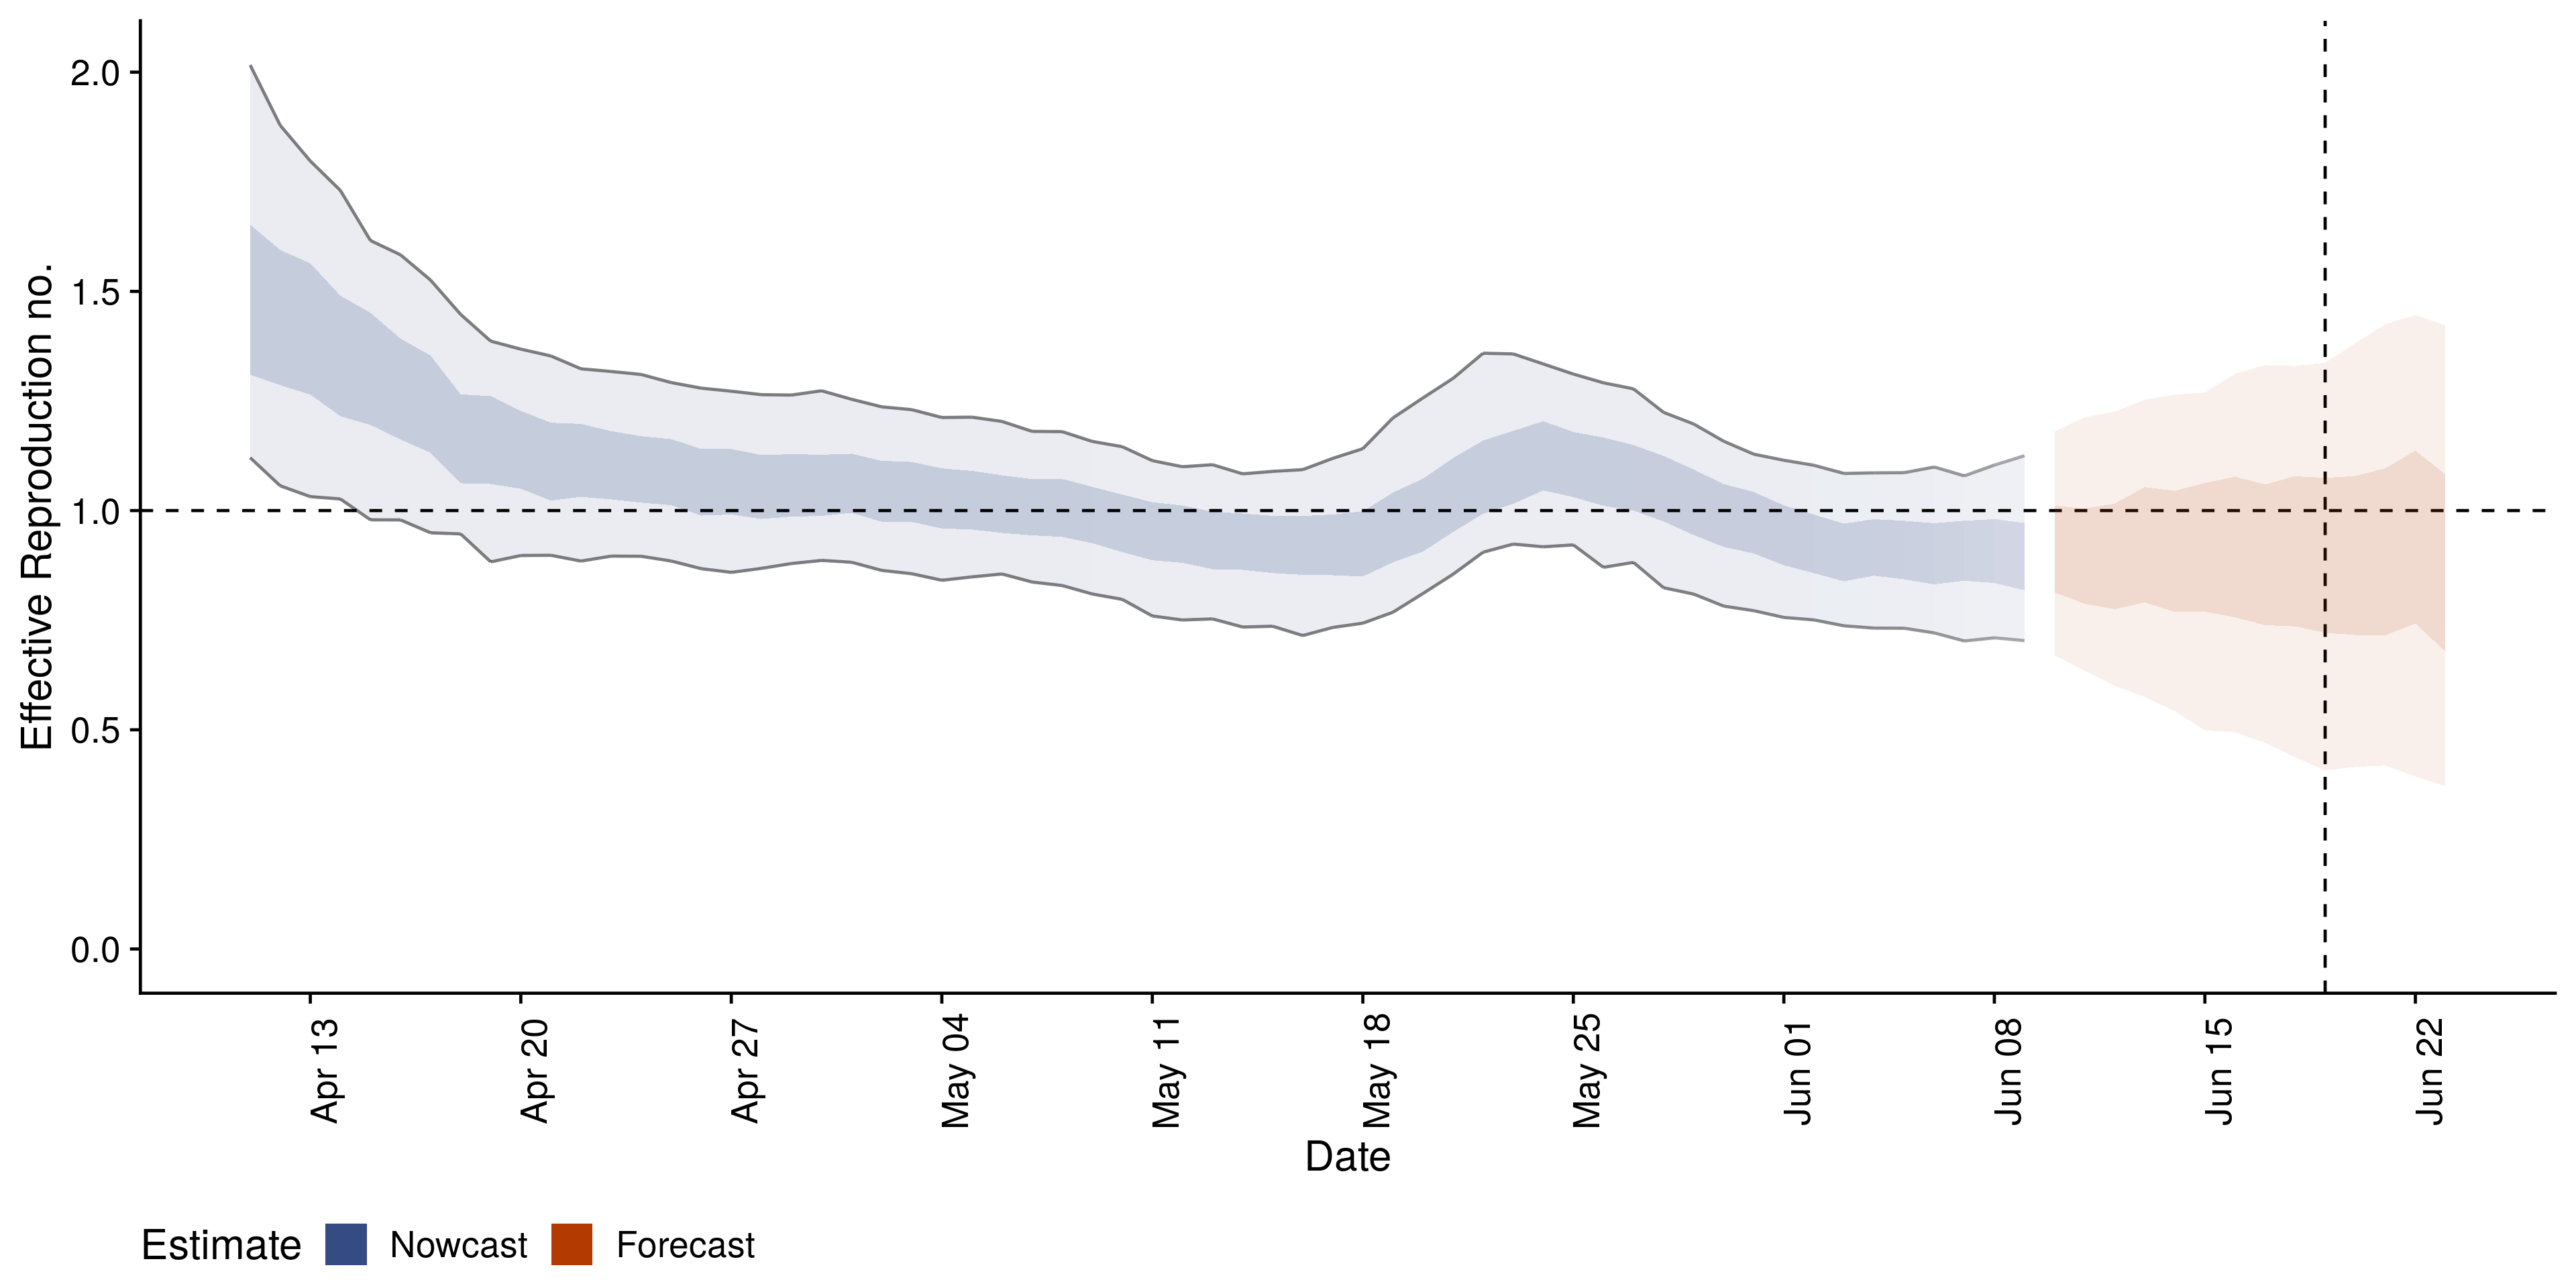 Effective Reproduction no.
2.0
1.5
1.0
0.5
0.0
Apr 13
Apr 20
Apr 27
May 04
May 11
May 18
May 25
Jun 01
Jun 08
Jun 15
Jun 22
Date
Estimate Nowcast Forecast